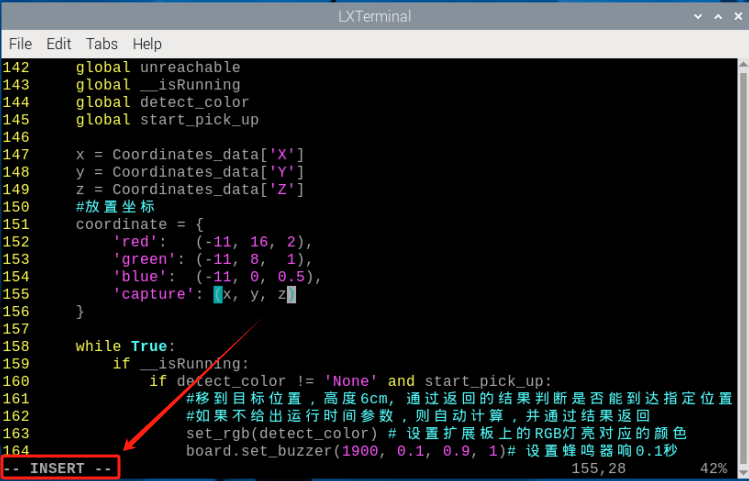 LXTerminal
File Edit Tabs Help
142 global unreachable
143 global __isRunning
144 global detect_color
145 global start_pick_up
146
147 x = Coordinates_data['X']
148 y = Coordinates_data['Y']
149 z = Coordinates_data['Z']
150 #放置坐标
151 coordinate = {
152 'red': (-11, 16, 2),
153 'green': (-11, 8, 1),
154 'blue': (-11, 0, 0.5),
155 'capture': (x, y, z)
156 }
157
158 while True:
159 if __isRunning:
160 if detect_color != 'None' and start_pick_up:
161 #移到目标位置，高度6cm, 通过返回的结果判断是否能到达指定位置
162 #如果不给出运行时间参数，则自动计算，并通过结果返回
163 set_rgb(detect_color) # 设置扩展板上的RGB灯亮对应的颜色
164 board.set_buzzer(1900, 0.1, 0.9, 1)# 设置蜂鸣器响0.1秒
-- INSERT -- 155,28 42%